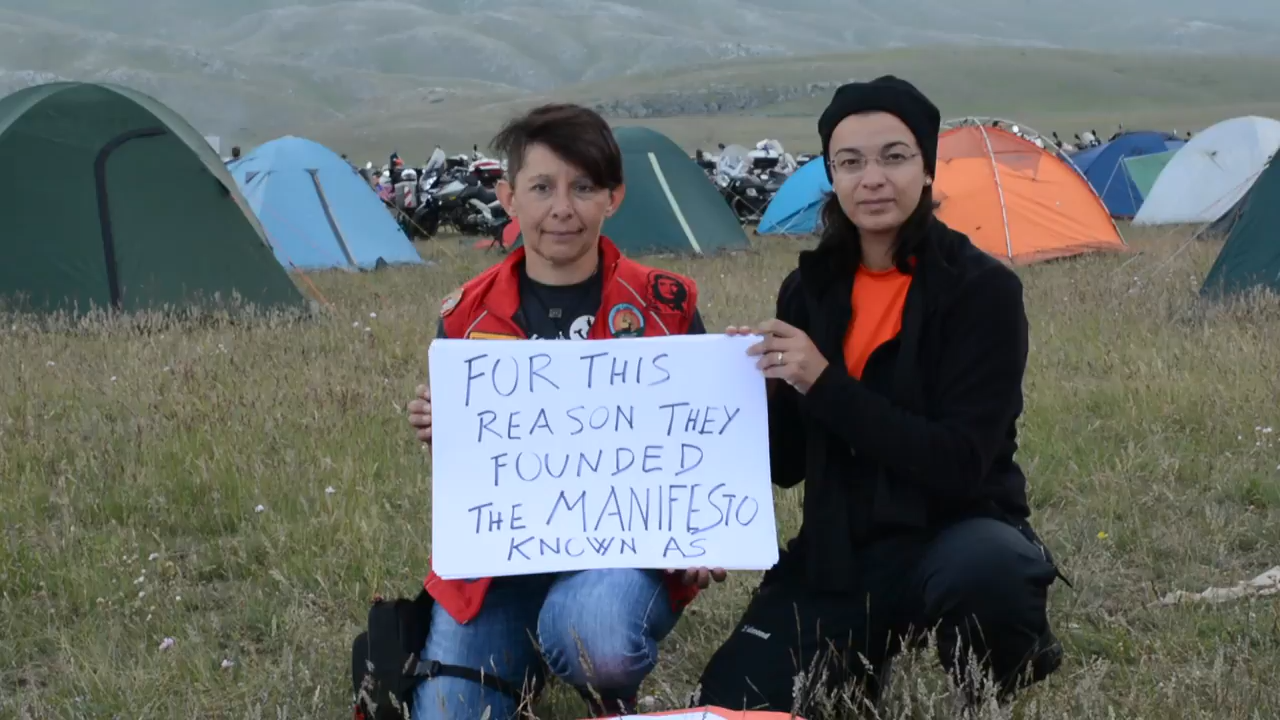 FOR THIS
REASON THEY
FOUNDED
THE MANIFESTO
KNOWN AS